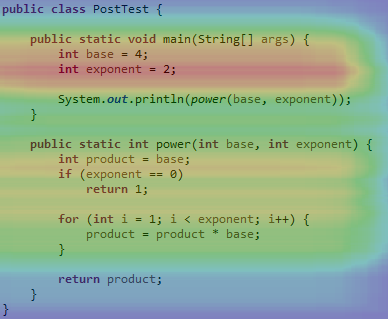 public class PostTest {
public static void main(String[] args) {
int base = 4;
int exponent = 2;
System.out.println(power(base, exponent));
}
public static int power(int base, int exponent) {
int product = base;
if (exponent == 0)
return 1;
for (int i = 1; i < exponent; i++) {
product = product * base;
}
return product;
}
}